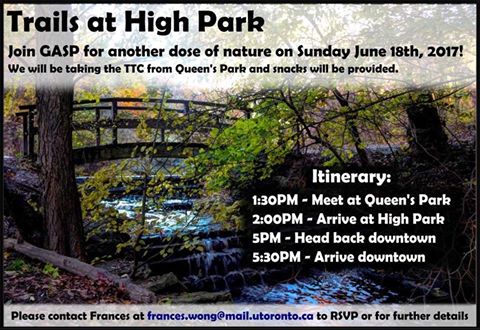 Trails at High Park
Join GASP for another dose of nature on Sunday June 18th, 2017!
We will be taking the TTC from Queen's Park and snacks will be provided.
Itinerary:
1:30PM - Meet at Queen's Park
2:00PM - Arrive at High Park
5PM - Head back downtown
5:30PM - Arrive downtown
Please contact Frances at frances.wong@mail.utoronto.ca to RSVP or for further details